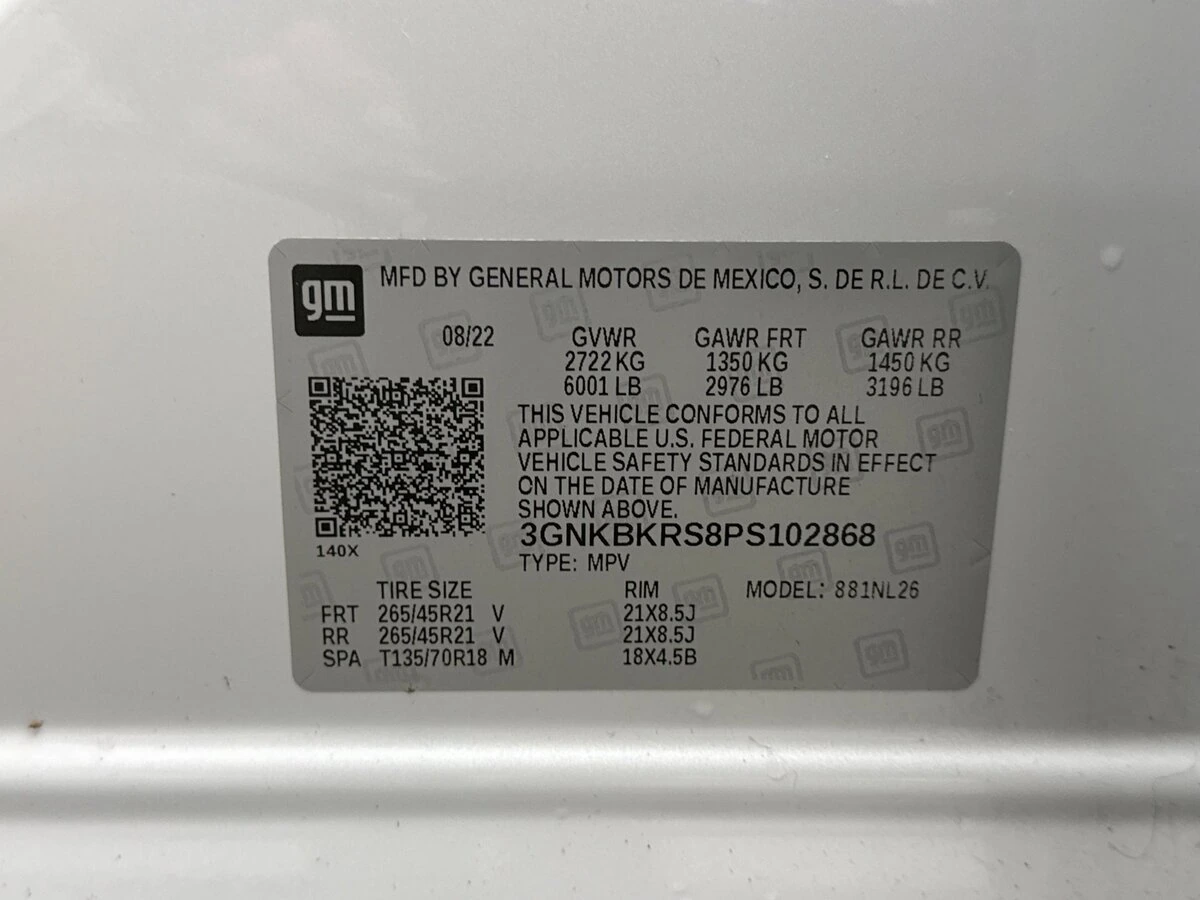 gm MFD BY GENERAL MOTORS DE MEXICO, S. DE R.L. DE C.V.
08/22 GVWR GAWR FRT GAWR RR
2722 KG 1350 KG 1450 KG
6001 LB 2976 LB 3196 LB
THIS VEHICLE CONFORMS TO ALL
APPLICABLE U.S. FEDERAL MOTOR
VEHICLE SAFETY STANDARDS IN EFFECT
ON THE DATE OF MANUFACTURE
SHOWN ABOVE.
3GNKBKRS8PS102868
140X
TYPE: MPV
TIRE SIZE RIM MODEL: 881NL26
FRT 265/45R21 V 21X8.5J
RR 265/45R21 V 21X8.5J
SPA T135/70R18 M 18X4.5B